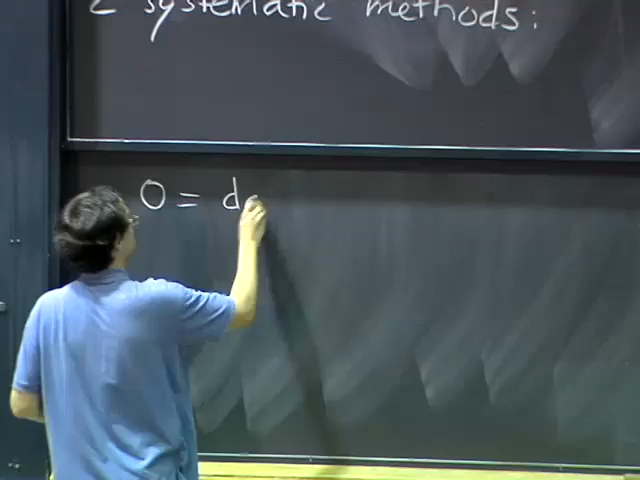 2 systematic methods:
0 = d